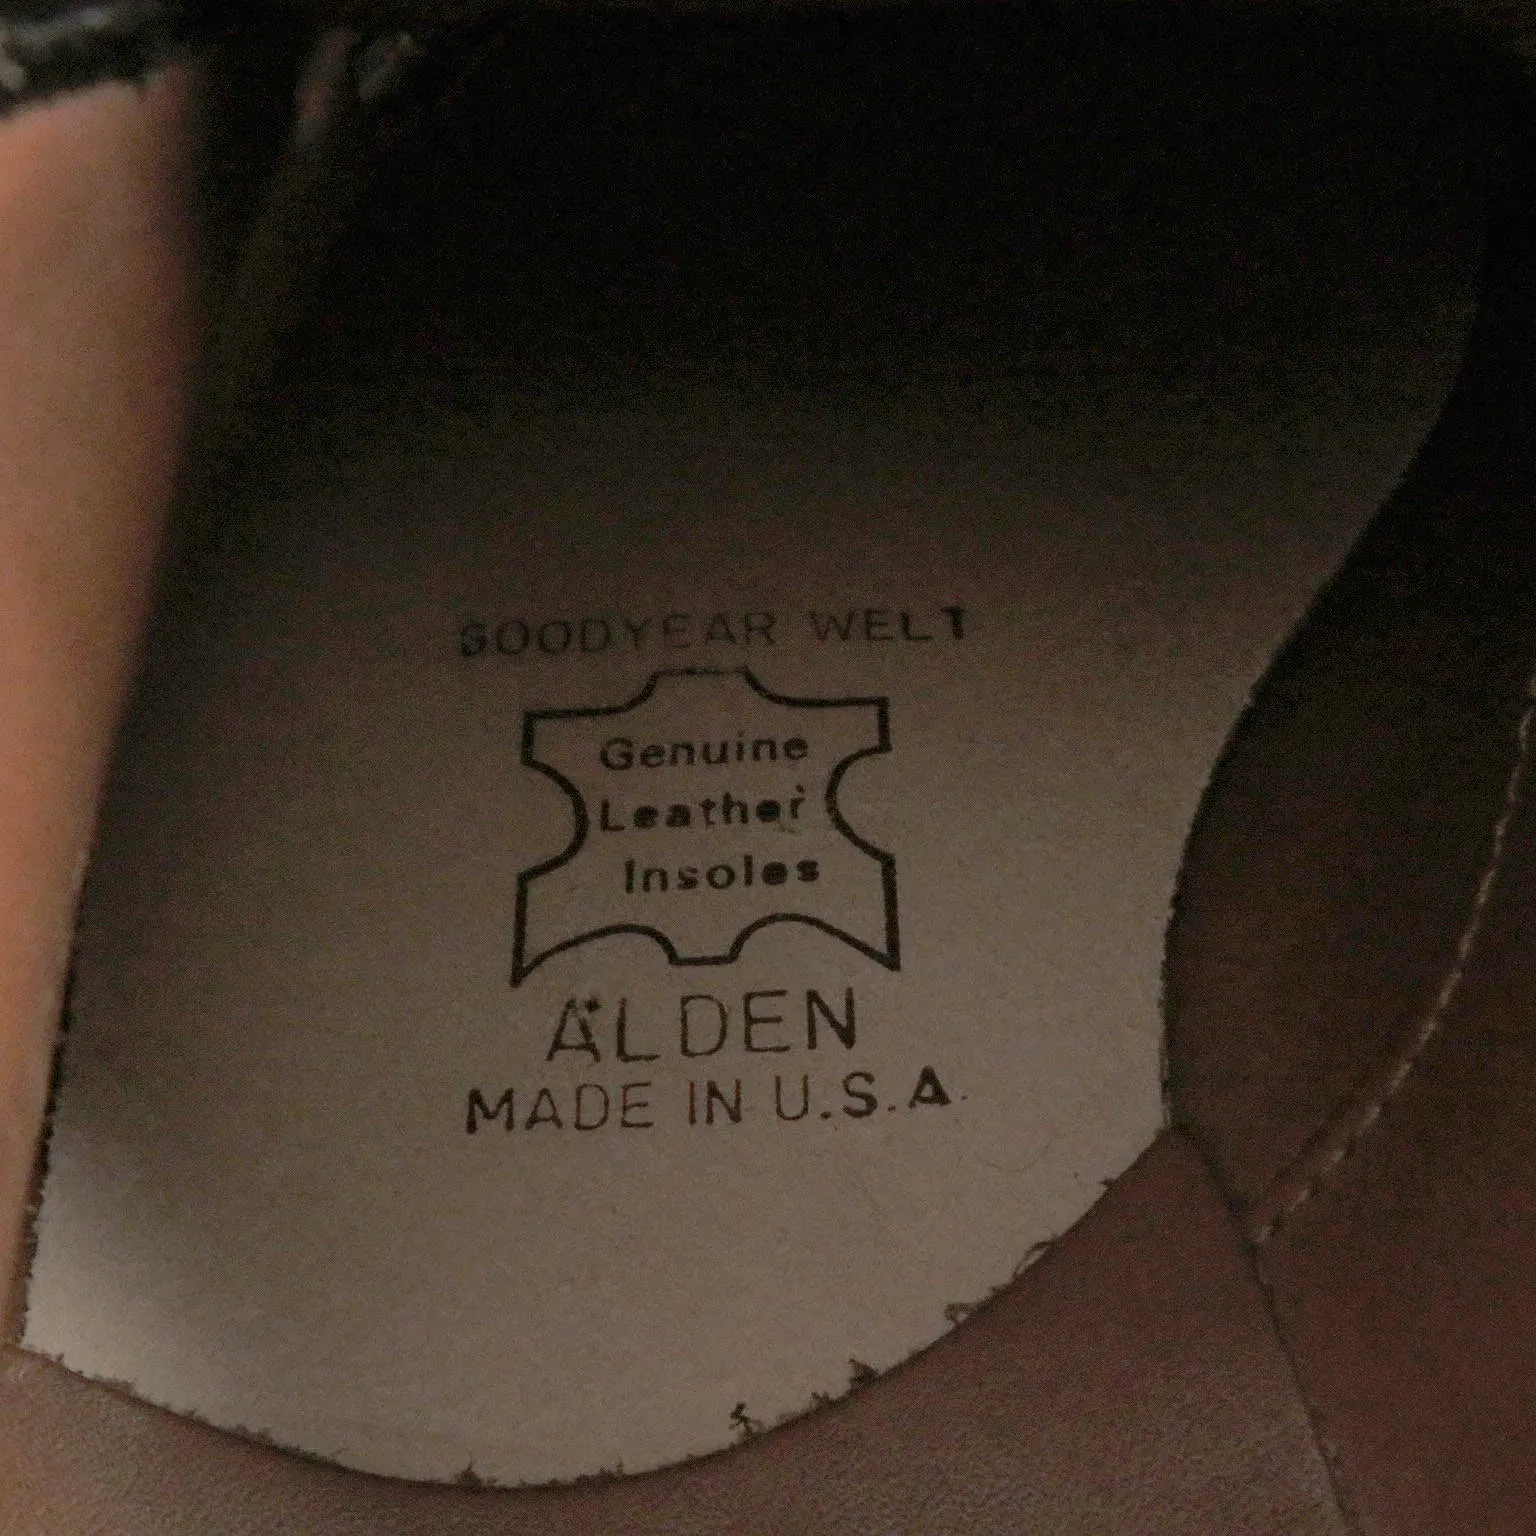 GOODYEAR WELT
Genuine
Leather
Insoles
ALDEN
MADE IN U.S.A.